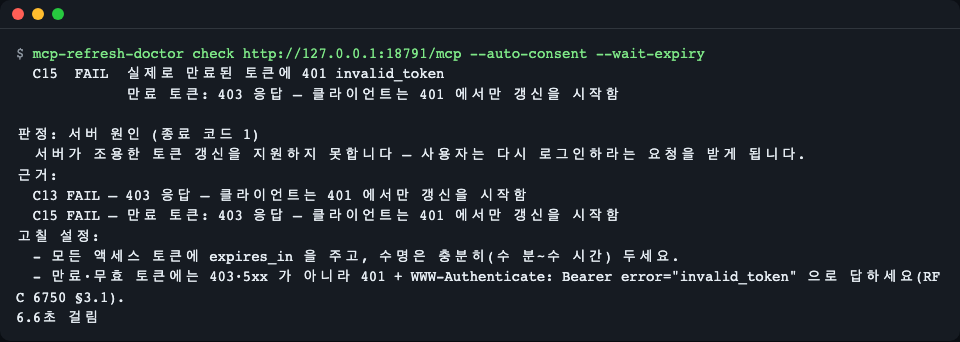 $ mcp-refresh-doctor check http://127.0.0.1:18791/mcp --auto-consent --wait-expiry
C15 FAIL 실제로 만료된 토큰에 401 invalid_token
만료 토큰: 403 응답 — 클라이언트는 401 에서만 갱신을 시작함
판정: 서버 원인 (종료 코드 1)
서버가 조용한 토큰 갱신을 지원하지 못합니다 — 사용자는 다시 로그인하라는 요청을 받게 됩니다.
근거:
C13 FAIL — 403 응답 — 클라이언트는 401 에서만 갱신을 시작함
C15 FAIL — 만료 토큰: 403 응답 — 클라이언트는 401 에서만 갱신을 시작함
고칠 설정:
- 모든 액세스 토큰에 expires_in 을 주고, 수명은 충분히(수 분~수 시간) 두세요.
- 만료·무효 토큰에는 403·5xx 가 아니라 401 + WWW-Authenticate: Bearer error="invalid_token" 으로 답하세요(RF
C 6750 §3.1).
6.6초 걸림